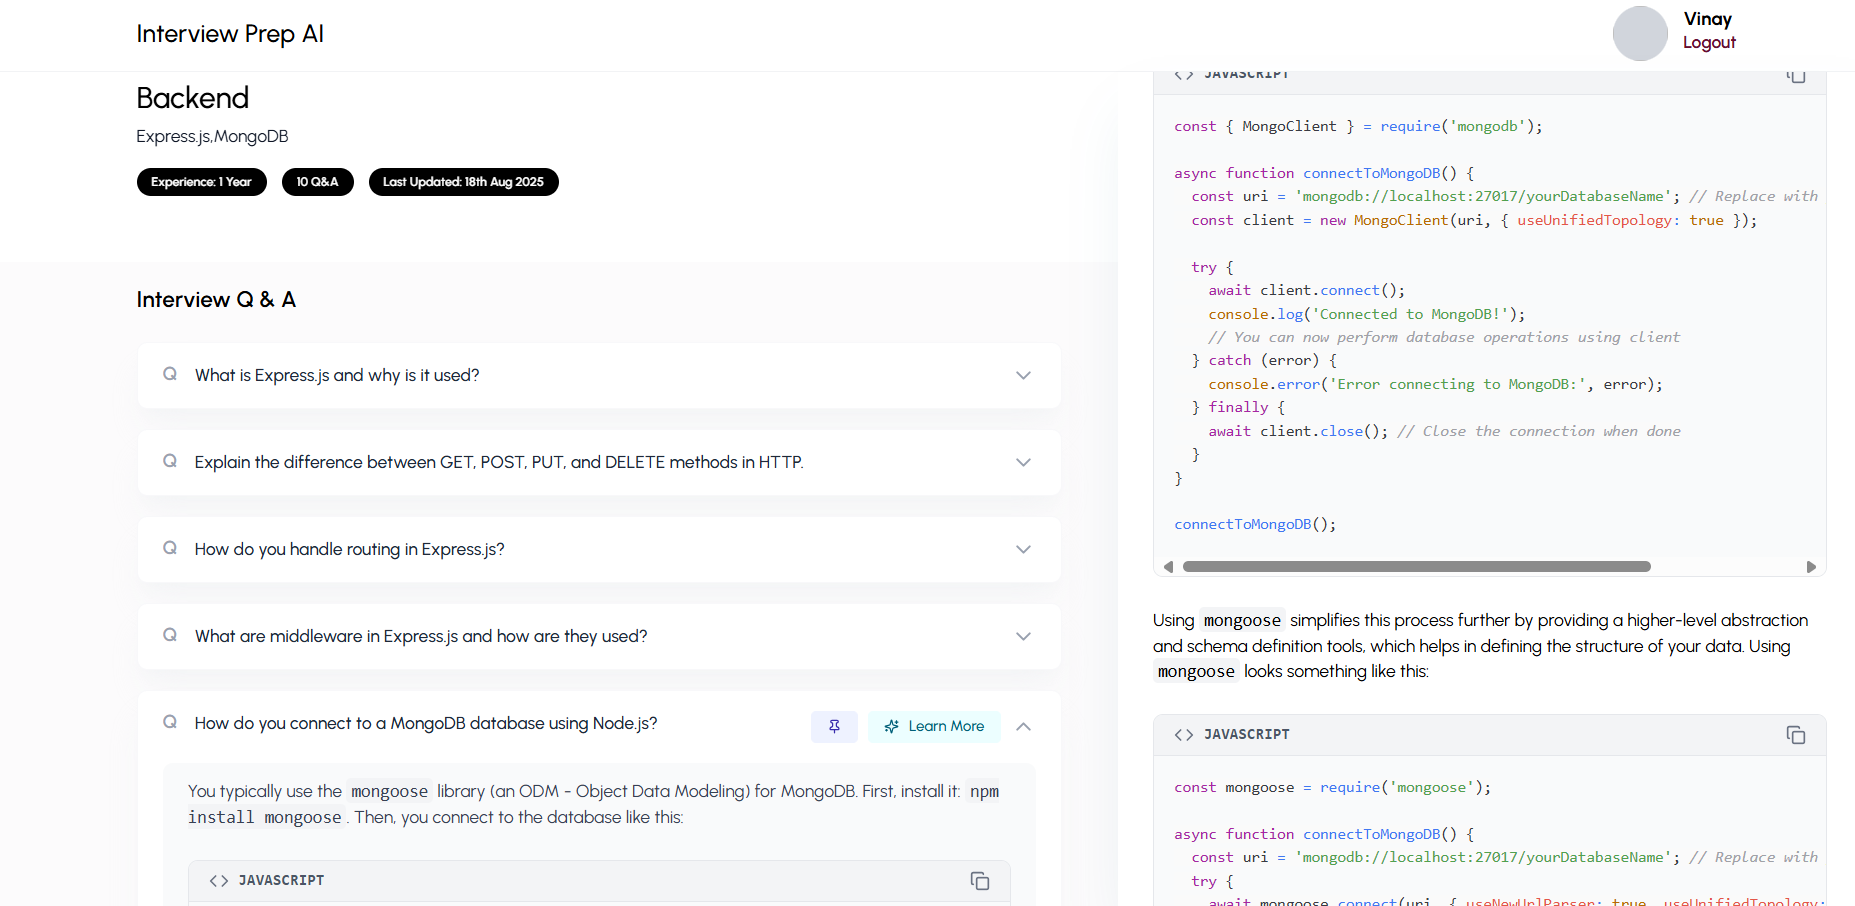 Interview Prep AI
Vinay
Logout
Backend
Express.js,MongoDB
Experience: 1 Year
10 Q&A
Last Updated: 18th Aug 2025
Interview Q & A
Q What is Express.js and why is it used?
Q Explain the difference between GET, POST, PUT, and DELETE methods in HTTP.
Q How do you handle routing in Express.js?
Q What are middleware in Express.js and how are they used?
Q How do you connect to a MongoDB database using Node.js?
Learn More
You typically use the mongoose library (an ODM - Object Data Modeling) for MongoDB. First, install it: npm
install mongoose. Then, you connect to the database like this:
<> JAVASCRIPT
<> JAVASCRIPT
const { MongoClient } = require('mongodb');
async function connectToMongoDB() {
  const uri = 'mongodb://localhost:27017/yourDatabaseName'; // Replace with
  const client = new MongoClient(uri, { useUnifiedTopology: true });
  try {
    await client.connect();
    console.log('Connected to MongoDB!');
    // You can now perform database operations using client
  } catch (error) {
    console.error('Error connecting to MongoDB:', error);
  } finally {
    await client.close(); // Close the connection when done
  }
}
connectToMongoDB();
Using mongoose simplifies this process further by providing a higher-level abstraction
and schema definition tools, which helps in defining the structure of your data. Using
mongoose looks something like this:
<> JAVASCRIPT
const mongoose = require('mongoose');
async function connectToMongoDB() {
  const uri = 'mongodb://localhost:27017/yourDatabaseName'; // Replace with
  try {
    await mongoose.connect(uri, { useNewUrlParser: true, useUnifiedTopology: